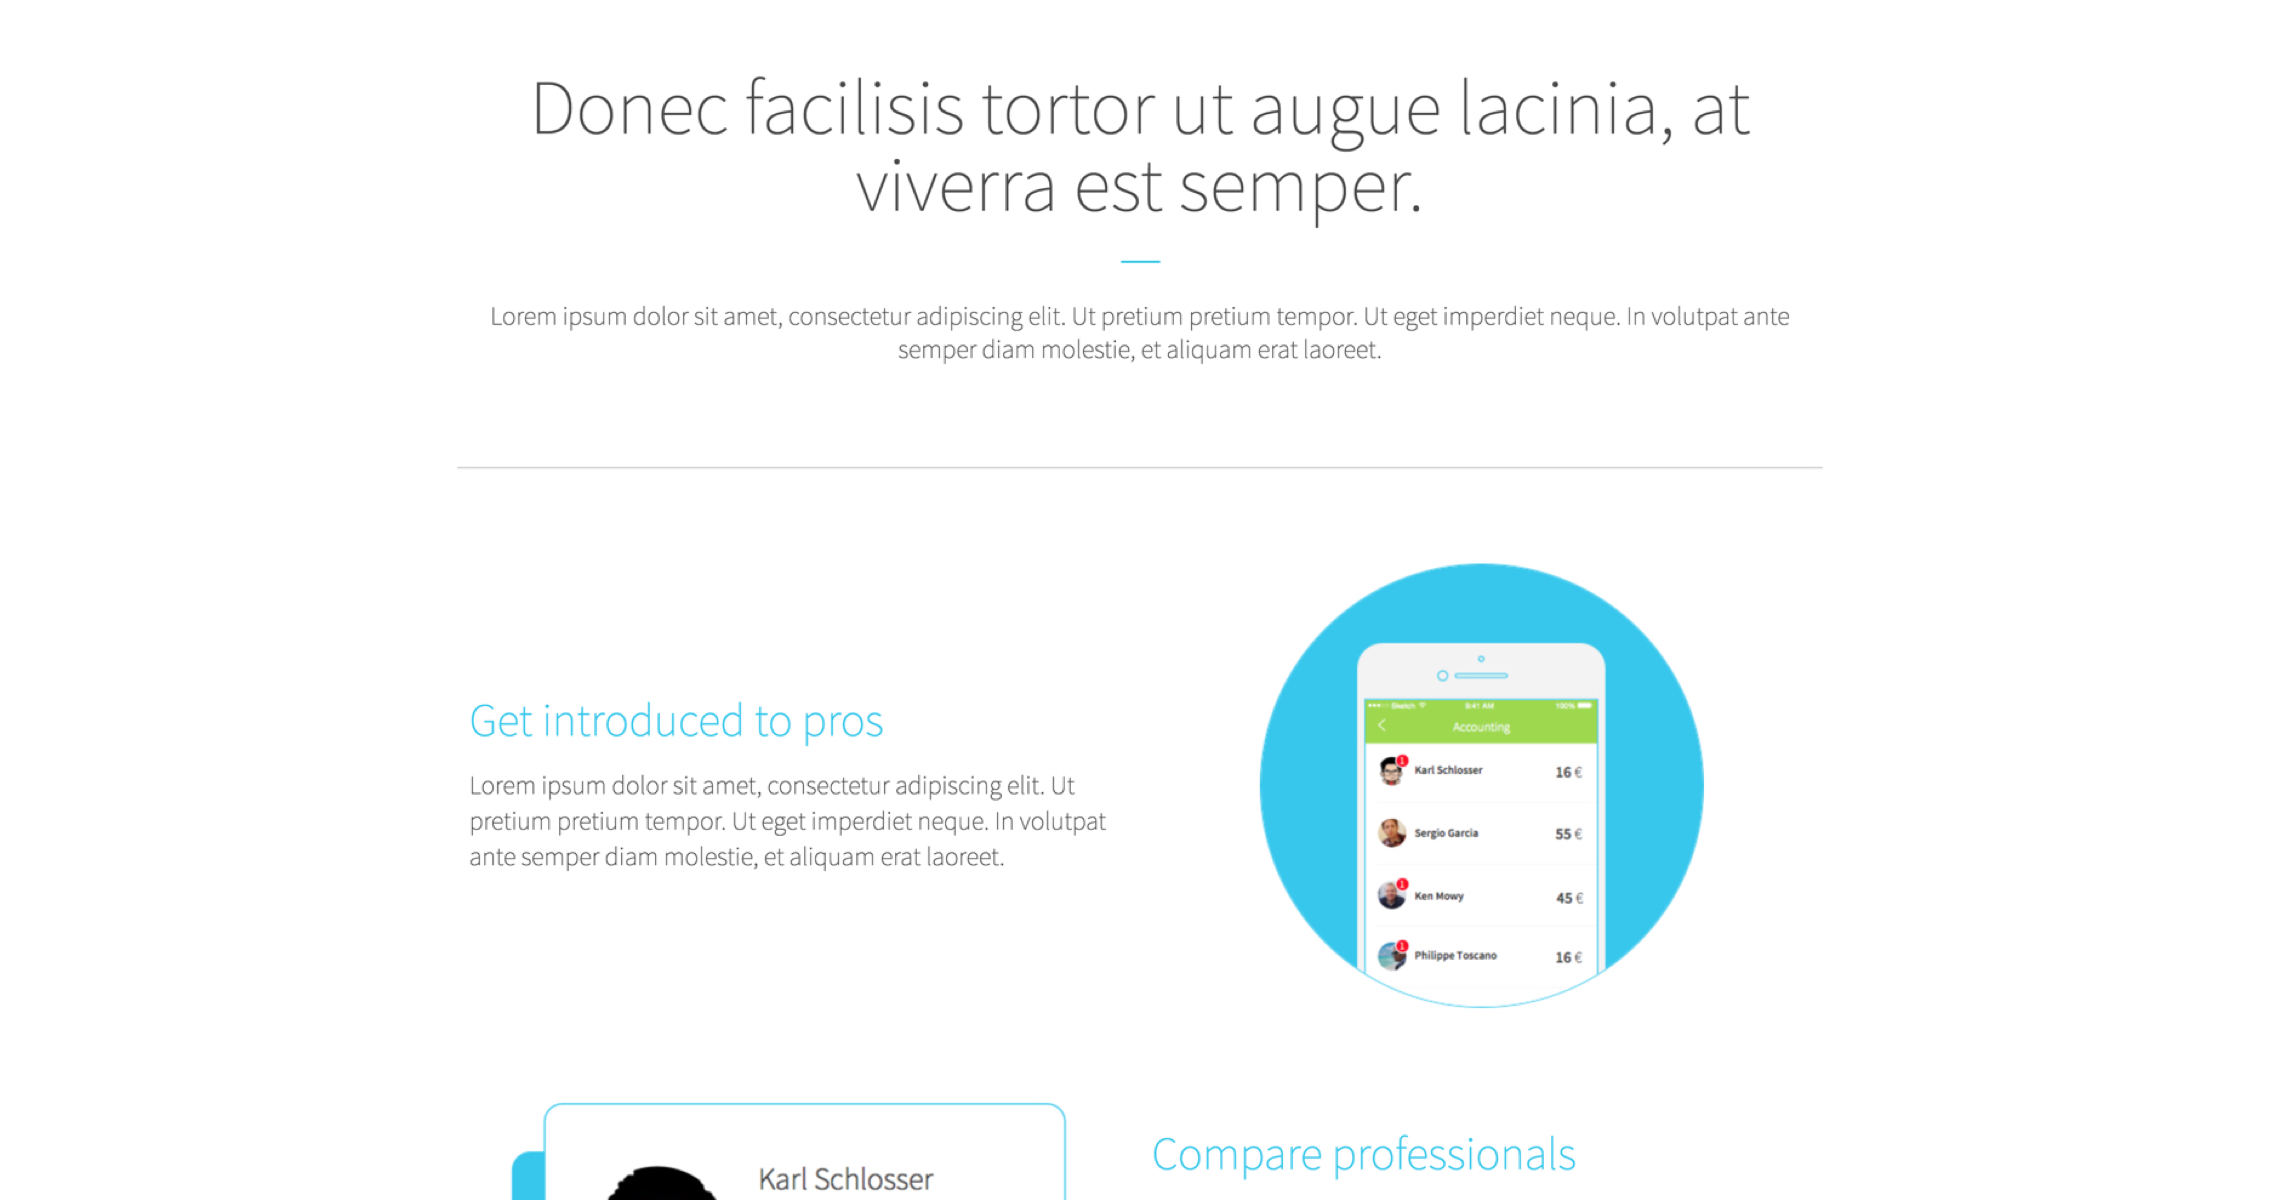 Donec facilisis tortor ut augue lacinia, at
viverra est semper.
Lorem ipsum dolor sit amet, consectetur adipiscing elit. Ut pretium pretium tempor. Ut eget imperdiet neque. In volutpat ante
semper diam molestie, et aliquam erat laoreet.
Get introduced to pros
Lorem ipsum dolor sit amet, consectetur adipiscing elit. Ut
pretium pretium tempor. Ut eget imperdiet neque. In volutpat
ante semper diam molestie, et aliquam erat laoreet.
Sketch 9:41 AM 100%
Accounting
1 Karl Schlosser 16 €
Sergio Garcia 55 €
1 Ken Mowy 45 €
1 Philippe Toscano 16 €
Karl Schlosser
Compare professionals